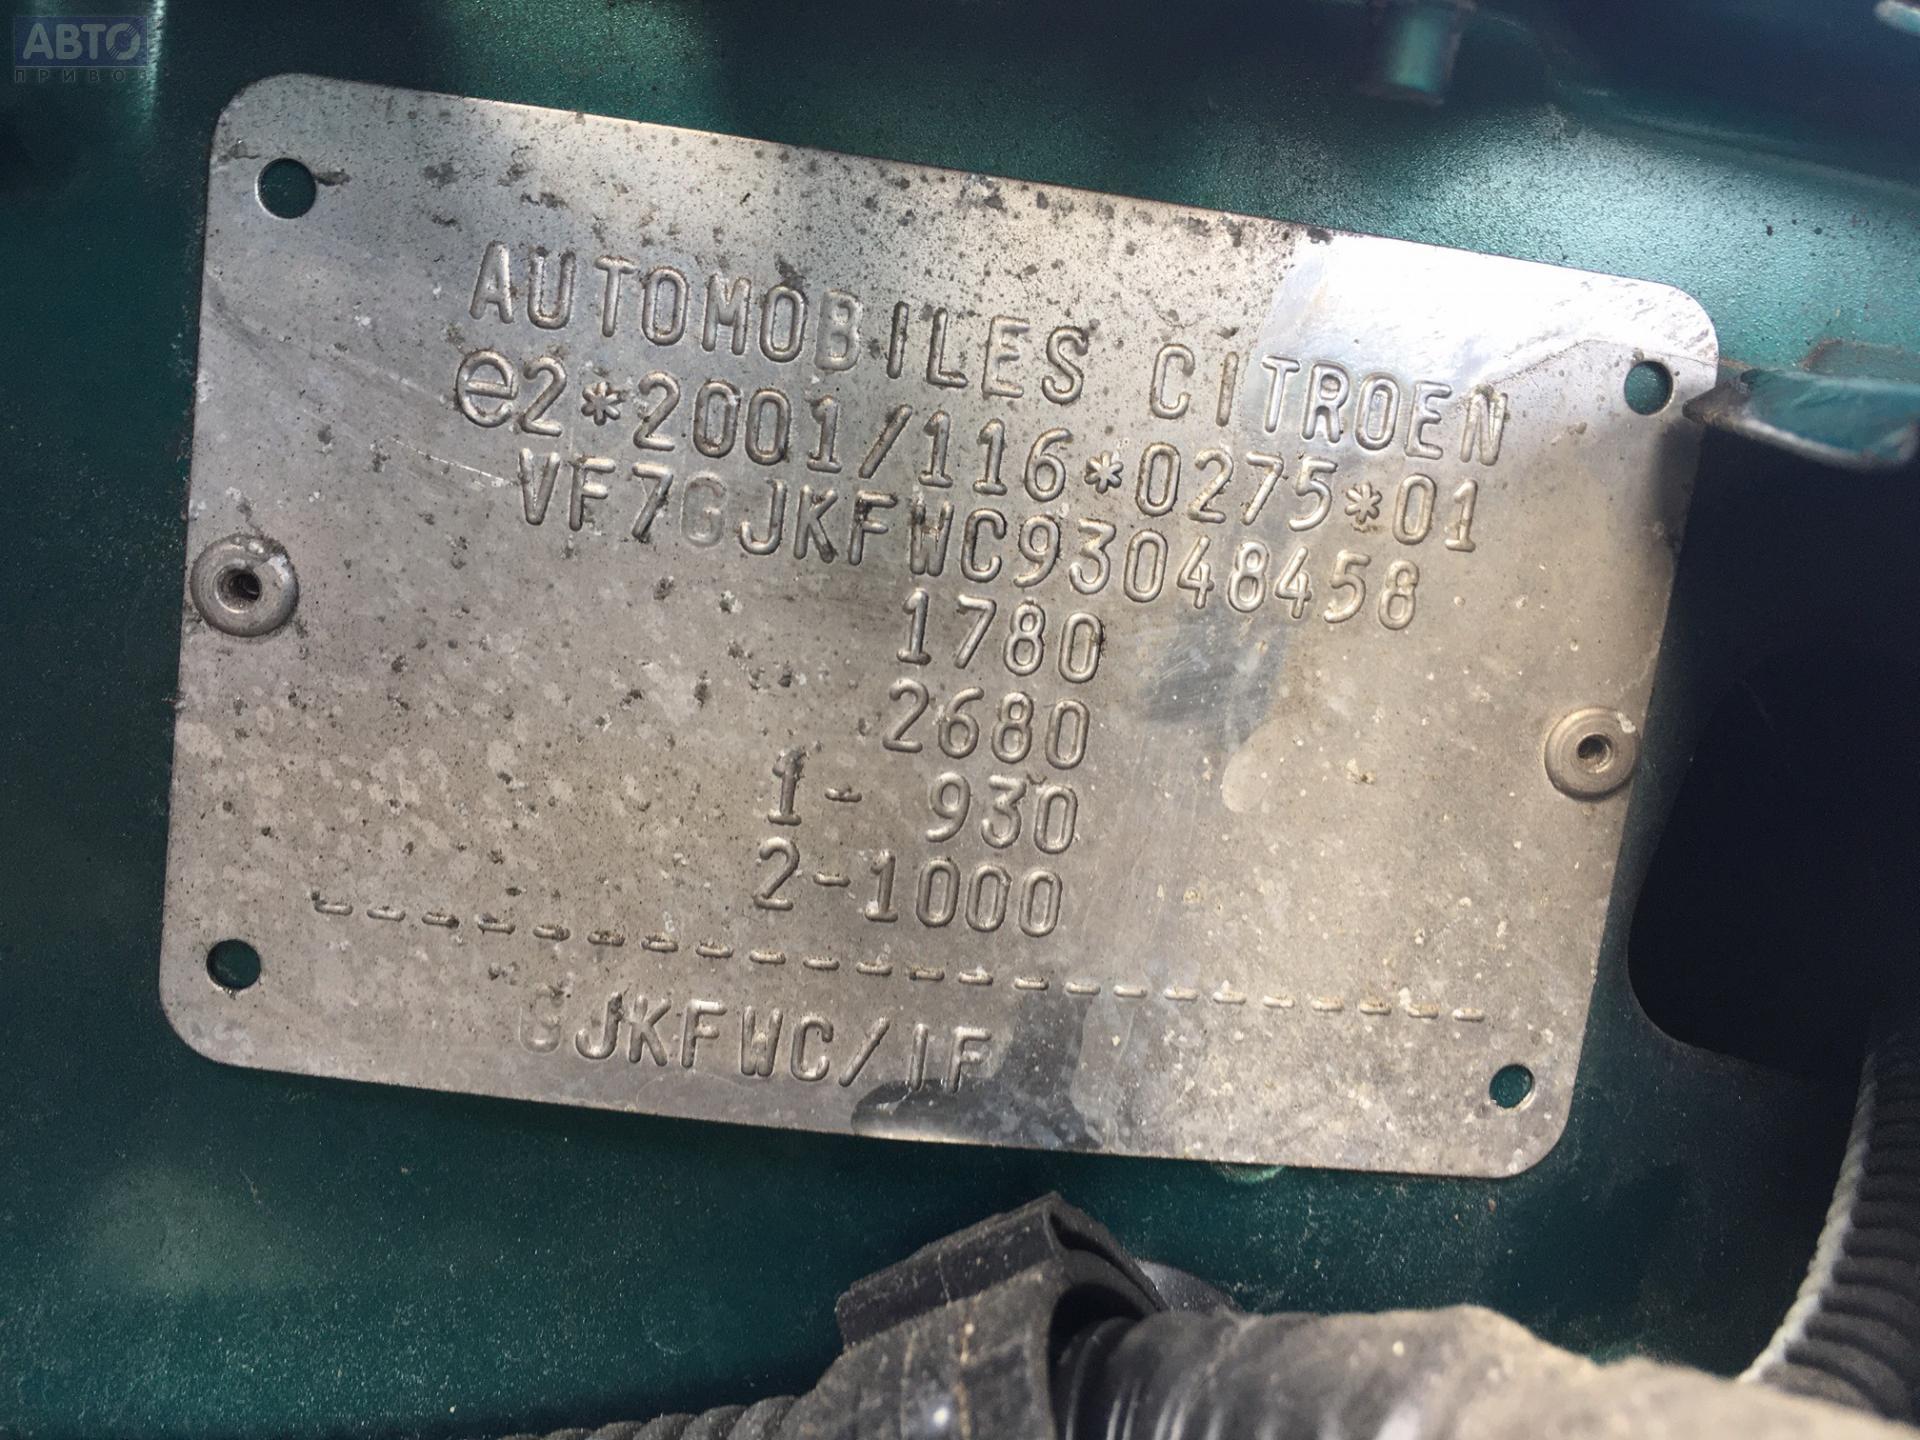 АВТО
ПРИВОЗ
AUTOMOBILES CITROEN
e2*2001/116*0275*01
VF7GJKFWC93048458
1780
2680
1- 930
2-1000
----------------------
GJKFWC/IF